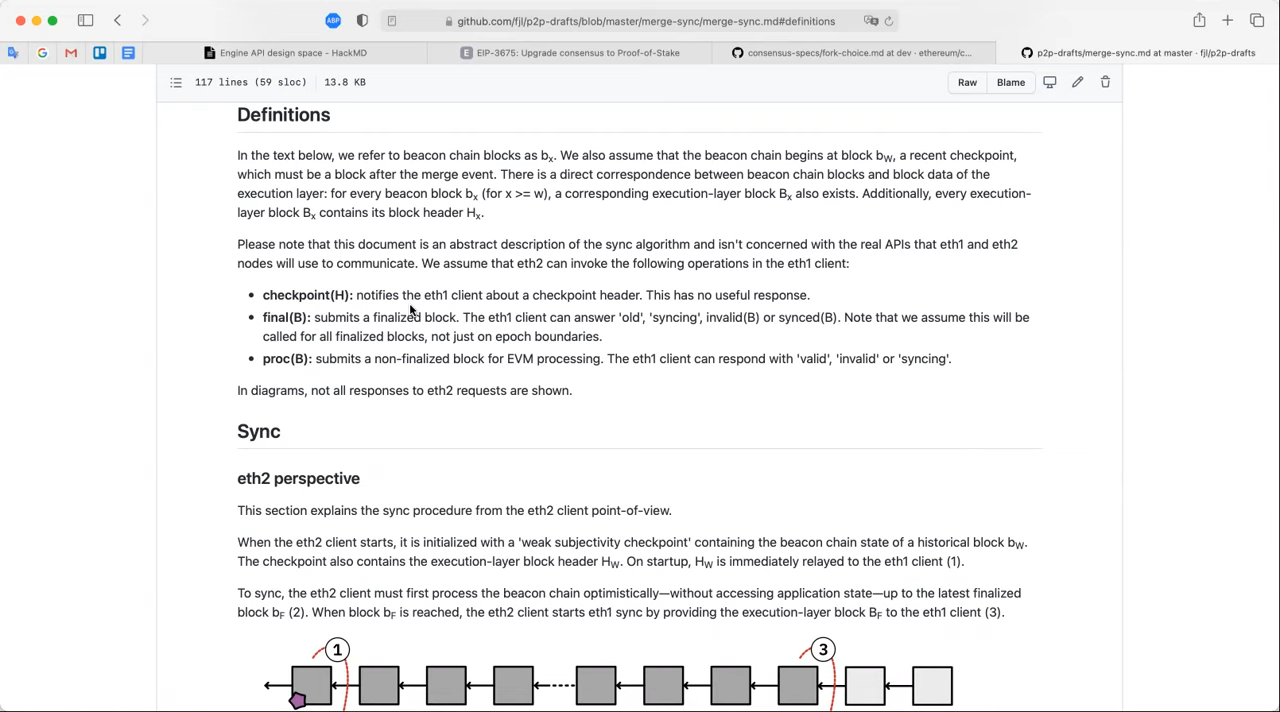 ABP
github.com/fjl/p2p-drafts/blob/master/merge-sync/merge-sync.md#definitions
Engine API design space - HackMD
E EIP-3675: Upgrade consensus to Proof-of-Stake
consensus-specs/fork-choice.md at dev · ethereum/c...
p2p-drafts/merge-sync.md at master · fjl/p2p-drafts
117 lines (59 sloc) 13.8 KB
Raw Blame
Definitions
In the text below, we refer to beacon chain blocks as bx. We also assume that the beacon chain begins at block bW, a recent checkpoint,
which must be a block after the merge event. There is a direct correspondence between beacon chain blocks and block data of the
execution layer: for every beacon block bx (for x >= w), a corresponding execution-layer block Bx also exists. Additionally, every execution-
layer block Bx contains its block header Hx.
Please note that this document is an abstract description of the sync algorithm and isn't concerned with the real APIs that eth1 and eth2
nodes will use to communicate. We assume that eth2 can invoke the following operations in the eth1 client:
• checkpoint(H): notifies the eth1 client about a checkpoint header. This has no useful response.
• final(B): submits a finalized block. The eth1 client can answer 'old', 'syncing', invalid(B) or synced(B). Note that we assume this will be
called for all finalized blocks, not just on epoch boundaries.
• proc(B): submits a non-finalized block for EVM processing. The eth1 client can respond with 'valid', 'invalid' or 'syncing'.
In diagrams, not all responses to eth2 requests are shown.
Sync
eth2 perspective
This section explains the sync procedure from the eth2 client point-of-view.
When the eth2 client starts, it is initialized with a 'weak subjectivity checkpoint' containing the beacon chain state of a historical block bW.
The checkpoint also contains the execution-layer block header HW. On startup, HW is immediately relayed to the eth1 client (1).
To sync, the eth2 client must first process the beacon chain optimistically—without accessing application state—up to the latest finalized
block bF (2). When block bF is reached, the eth2 client starts eth1 sync by providing the execution-layer block BF to the eth1 client (3).
1 3